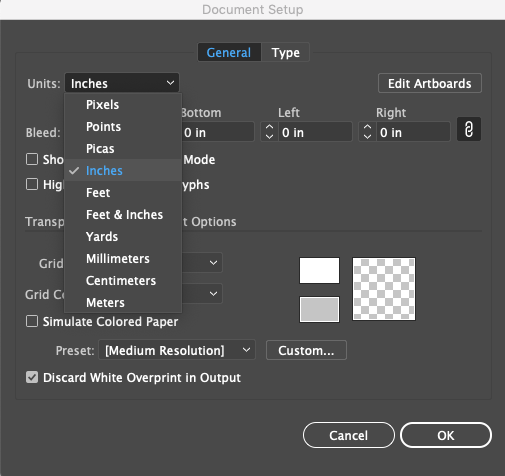 Document Setup
General Type
Units: Inches Edit Artboards
Pixels
Points
Picas
Inches
Feet
Feet & Inches
Yards
Millimeters
Centimeters
Meters
Bottom Left Right
Bleed: 0 in 0 in 0 in
Sho Mode
High yphs
Transp t Options
Grid
Grid Co
Simulate Colored Paper
Preset: [Medium Resolution] Custom...
Discard White Overprint in Output
Cancel OK